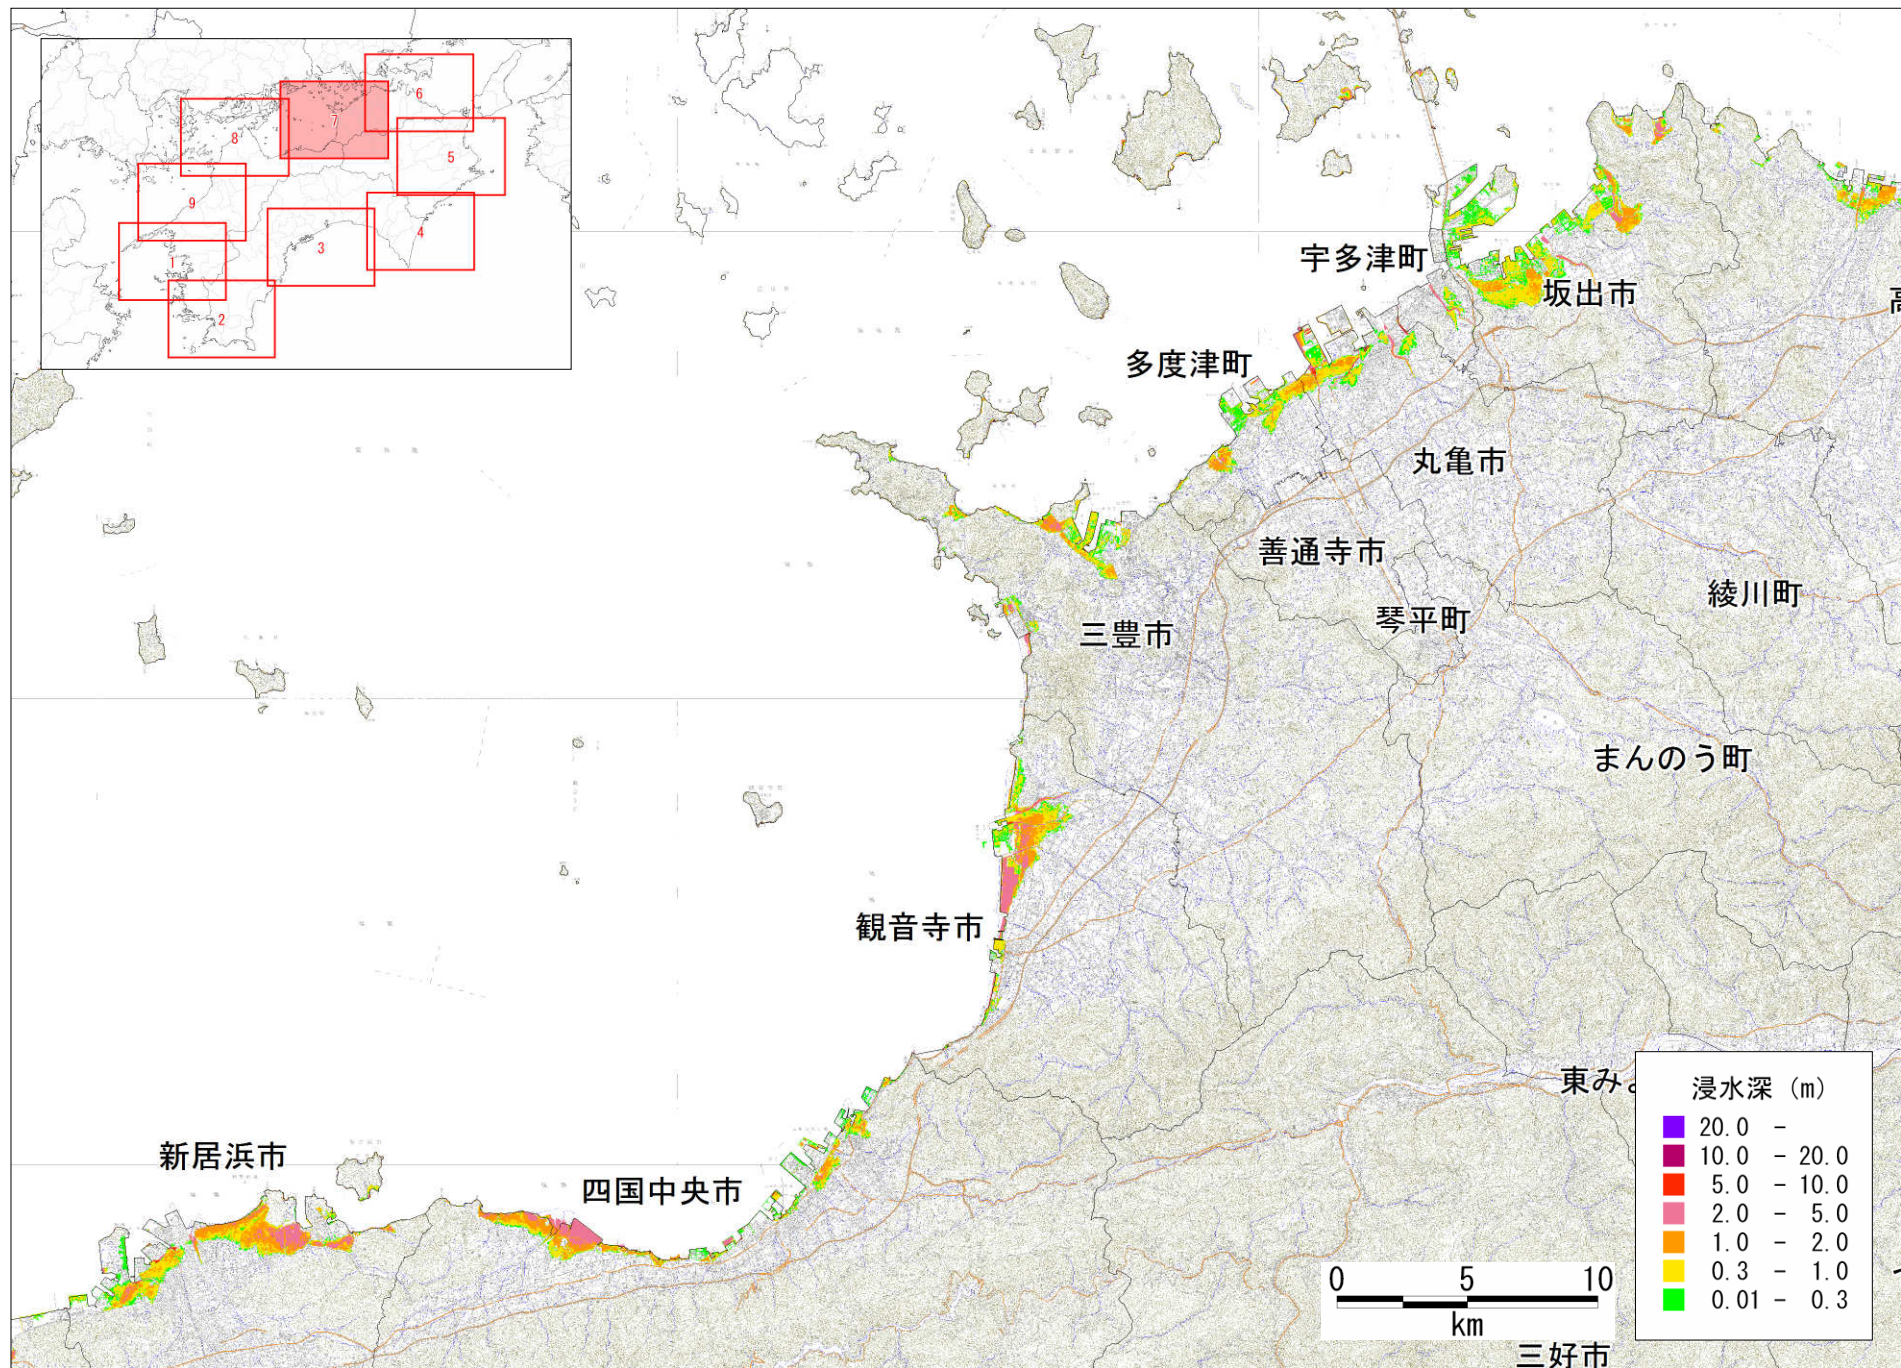 6
7
8
5
9
4
3
1
2
宇多津町
坂出市
高
多度津町
丸亀市
善通寺市
綾川町
琴平町
三豊市
まんのう町
観音寺市
東みよ
新居浜市
四国中央市
浸水深 (m)
20.0 -
10.0 - 20.0
5.0 - 10.0
2.0 - 5.0
1.0 - 2.0
0.3 - 1.0
0.01 - 0.3
0 5 10
km
三好市